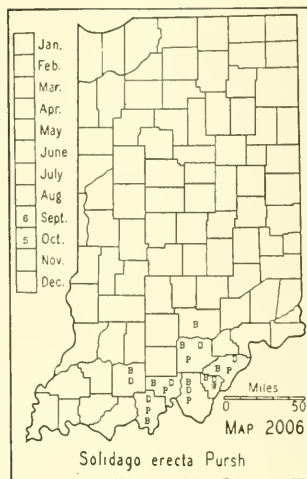 Jan.
Feb.
Mar.
Apr.
May
June
July
Aug
6 Sept.
5 Oct.
Nov.
Dec.
B
B D
P
D
B P
B
D
B D
P
B
D
P
D
P
B
Miles
0 50
MAP 2006
Solidago erecta Pursh